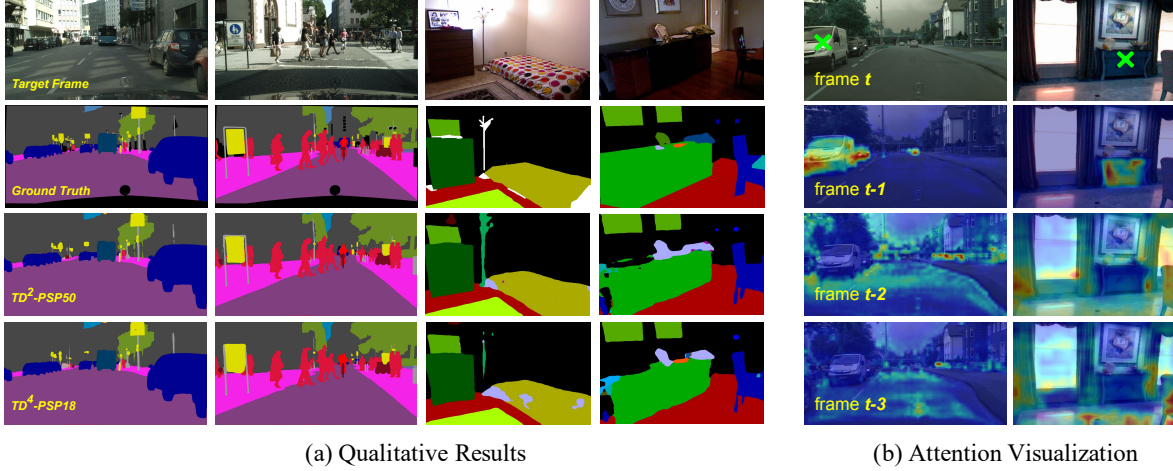 Target Frame
frame t
Ground Truth
frame t-1
TD²-PSP50
frame t-2
TD⁴-PSP18
frame t-3
(a) Qualitative Results
(b) Attention Visualization